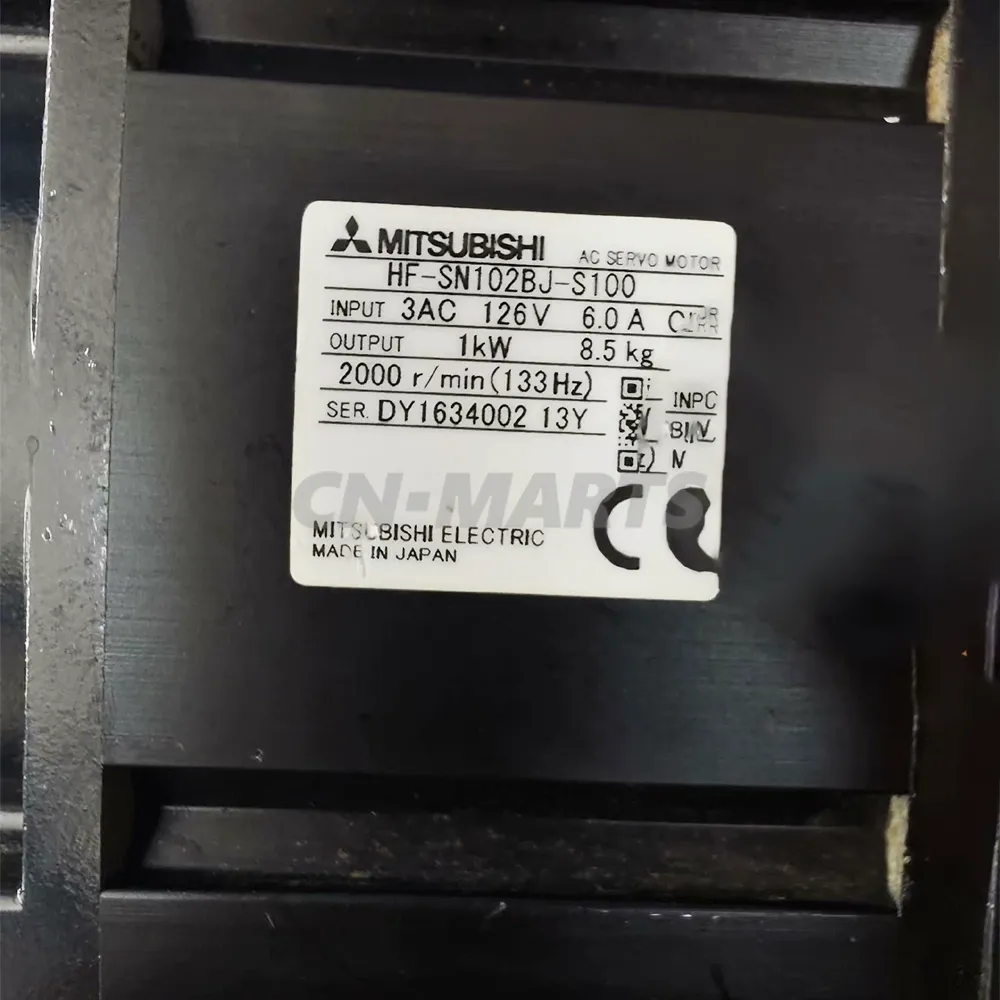 MITSUBISHI AC SERVO MOTOR
HF-SN102BJ-S100
INPUT 3AC 126V 6.0 A
OUTPUT 1kW 8.5 kg
2000 r/min(133Hz)
INPC
SER. DY1634002 13Y
CN-MARTS
CE
MITSUBISHI ELECTRIC
MADE IN JAPAN